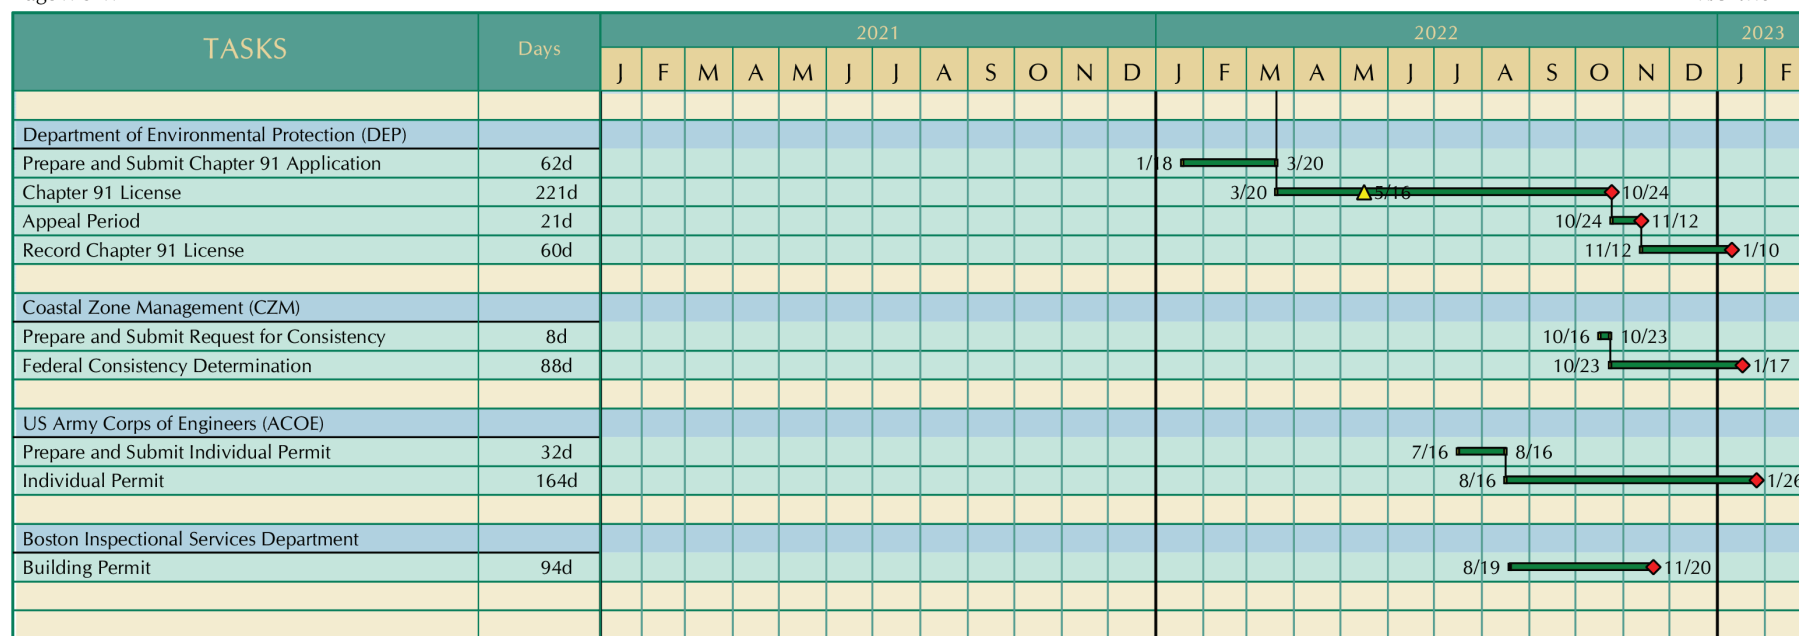 TASKS Days 2021 2022 2023
J F M A M J J A S O N D J F M A M J J A S O N D J F
Department of Environmental Protection (DEP)
Prepare and Submit Chapter 91 Application 62d 1/18 3/20
Chapter 91 License 221d 3/20 5/16 10/24
Appeal Period 21d 10/24 11/12
Record Chapter 91 License 60d 11/12 1/10
Coastal Zone Management (CZM)
Prepare and Submit Request for Consistency 8d 10/16 10/23
Federal Consistency Determination 88d 10/23 1/17
US Army Corps of Engineers (ACOE)
Prepare and Submit Individual Permit 32d 7/16 8/16
Individual Permit 164d 8/16 1/26
Boston Inspectional Services Department
Building Permit 94d 8/19 11/20